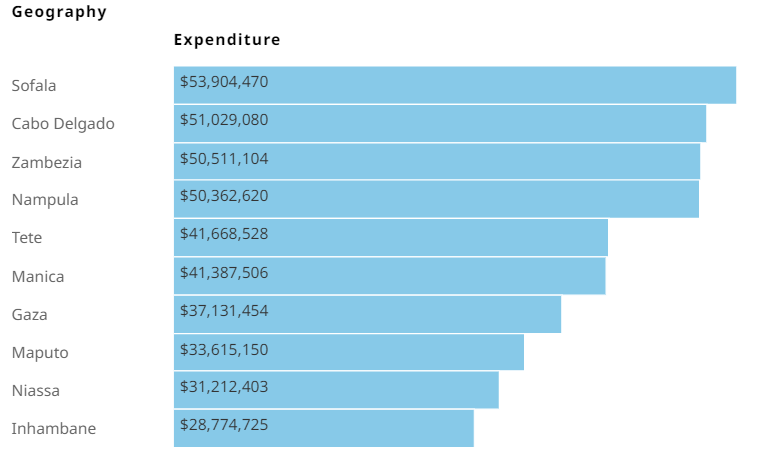 Geography
Expenditure
Sofala $53,904,470
Cabo Delgado $51,029,080
Zambezia $50,511,104
Nampula $50,362,620
Tete $41,668,528
Manica $41,387,506
Gaza $37,131,454
Maputo $33,615,150
Niassa $31,212,403
Inhambane $28,774,725